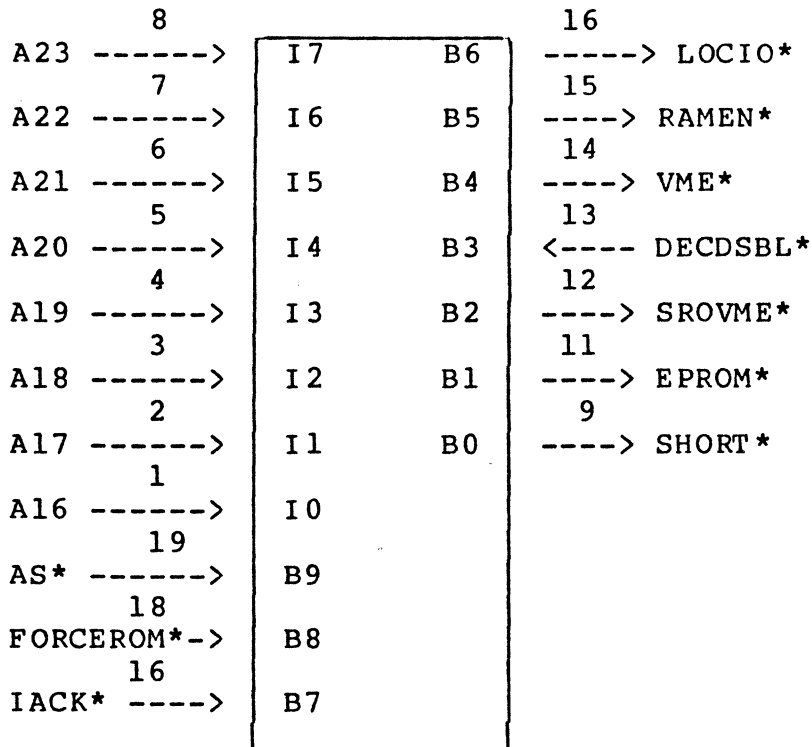 8 16
A23 ------> I7 B6 -----> LOCIO*
7 15
A22 ------> I6 B5 ----> RAMEN*
6 14
A21 ------> I5 B4 ----> VME*
5 13
A20 ------> I4 B3 <---- DECDSBL*
4 12
A19 ------> I3 B2 ----> SROVME*
3 11
A18 ------> I2 B1 ----> EPROM*
2 9
A17 ------> I1 B0 ----> SHORT*
1
A16 ------> I0
19
AS* ------> B9
18
FORCEROM*-> B8
16
IACK* ----> B7